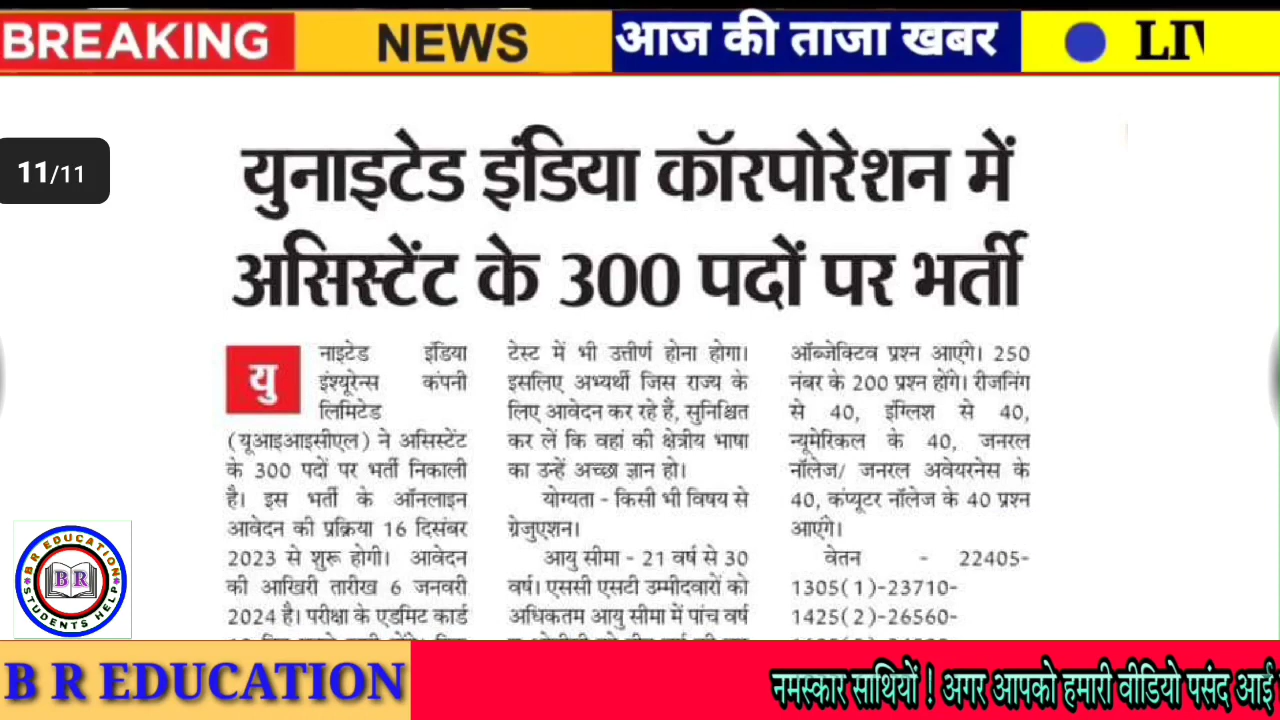 BREAKING NEWS आज की ताजा खबर
11/11
युनाइटेड इंडिया कॉरपोरेशन में
असिस्टेंट के 300 पदों पर भर्ती
युनाइटेड इंडिया
इंश्यूरेन्स कंपनी
लिमिटेड
(यूआइआइसीएल) ने असिस्टेंट
के 300 पदों पर भर्ती निकाली
है। इस भर्ती के ऑनलाइन
आवेदन की प्रक्रिया 16 दिसंबर
2023 से शुरू होगी। आवेदन
की आखिरी तारीख 6 जनवरी
2024 है। परीक्षा के एडमिट कार्ड
टेस्ट में भी उत्तीर्ण होना होगा।
इसलिए अभ्यर्थी जिस राज्य के
लिए आवेदन कर रहे हैं, सुनिश्चित
कर लें कि वहां की क्षेत्रीय भाषा
का उन्हें अच्छा ज्ञान हो।
योग्यता - किसी भी विषय से
ग्रेजुएशन।
आयु सीमा - 21 वर्ष से 30
वर्ष। एससी एसटी उम्मीदवारों को
अधिकतम आयु सीमा में पांच वर्ष
ऑब्जेक्टिव प्रश्न आएंगे। 250
नंबर के 200 प्रश्न होंगे। रीजनिंग
से 40, इंग्लिश से 40,
न्यूमेरिकल के 40, जनरल
नॉलेज/ जनरल अवेयरनेस के
40, कंप्यूटर नॉलेज के 40 प्रश्न
आएंगे।
वेतन - 22405-
1305(1)-23710-
1425(2)-26560-
B R EDUCATION
BR
STUDENTS HELP
B R EDUCATION
नमस्कार साथियों ! अगर आपको हमारी वीडियो पसंद आई